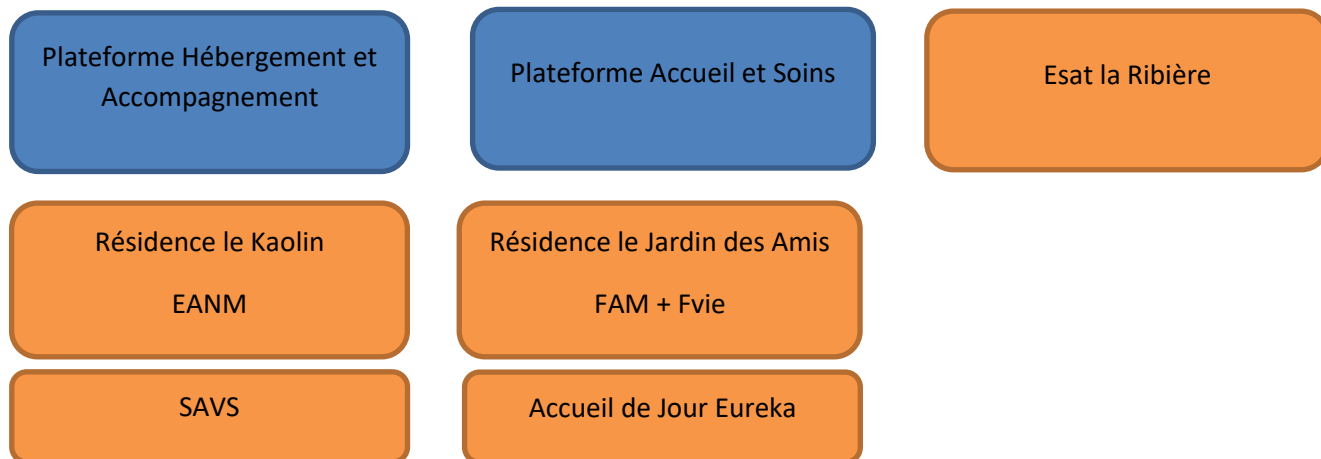 Plateforme Hébergement et
Accompagnement
Plateforme Accueil et Soins
Esat la Ribière
Résidence le Kaolin
EANM
Résidence le Jardin des Amis
FAM + Fvie
SAVS
Accueil de Jour Eureka